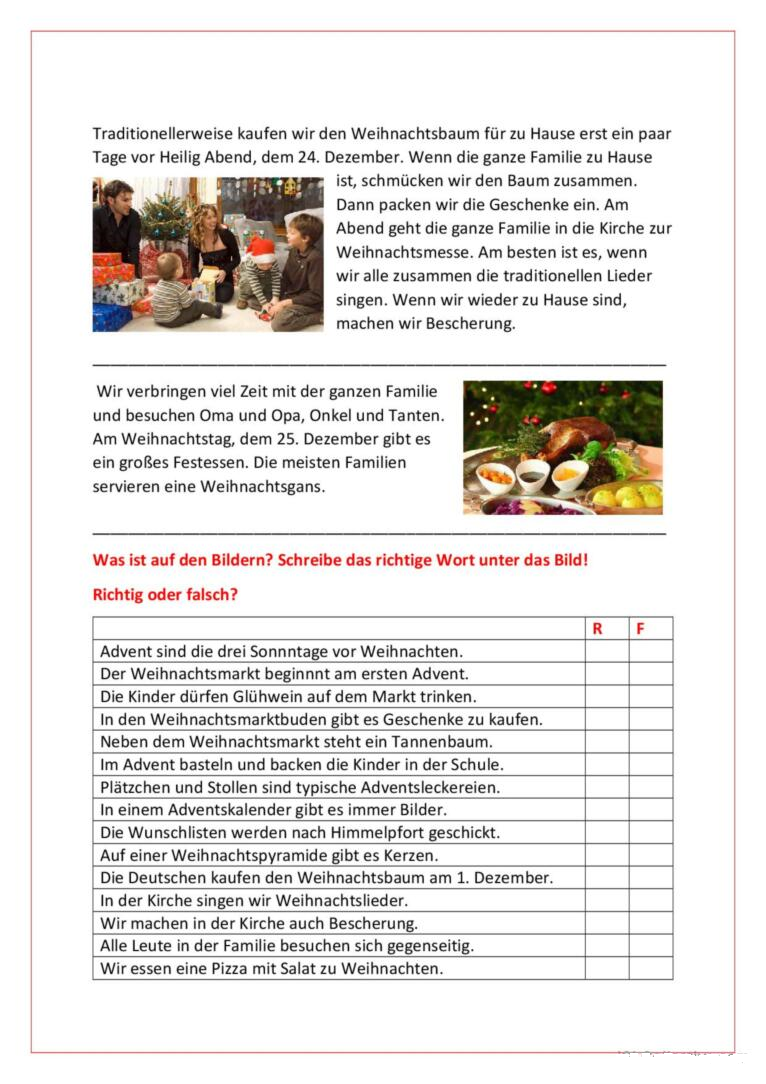 Traditionellerweise kaufen wir den Weihnachtsbaum für zu Hause erst ein paar
Tage vor Heilig Abend, dem 24. Dezember. Wenn die ganze Familie zu Hause
ist, schmücken wir den Baum zusammen.
Dann packen wir die Geschenke ein. Am
Abend geht die ganze Familie in die Kirche zur
Weihnachtsmesse. Am besten ist es, wenn
wir alle zusammen die traditionellen Lieder
singen. Wenn wir wieder zu Hause sind,
machen wir Bescherung.
Wir verbringen viel Zeit mit der ganzen Familie
und besuchen Oma und Opa, Onkel und Tanten.
Am Weihnachtstag, dem 25. Dezember gibt es
ein großes Festessen. Die meisten Familien
servieren eine Weihnachtsgans.
Was ist auf den Bildern? Schreibe das richtige Wort unter das Bild!
Richtig oder falsch?
R F
Advent sind die drei Sonnntage vor Weihnachten.
Der Weihnachtsmarkt beginnnt am ersten Advent.
Die Kinder dürfen Glühwein auf dem Markt trinken.
In den Weihnachtsmarktbuden gibt es Geschenke zu kaufen.
Neben dem Weihnachtsmarkt steht ein Tannenbaum.
Im Advent basteln und backen die Kinder in der Schule.
Plätzchen und Stollen sind typische Adventsleckereien.
In einem Adventskalender gibt es immer Bilder.
Die Wunschlisten werden nach Himmelpfort geschickt.
Auf einer Weihnachtspyramide gibt es Kerzen.
Die Deutschen kaufen den Weihnachtsbaum am 1. Dezember.
In der Kirche singen wir Weihnachtslieder.
Wir machen in der Kirche auch Bescherung.
Alle Leute in der Familie besuchen sich gegenseitig.
Wir essen eine Pizza mit Salat zu Weihnachten.